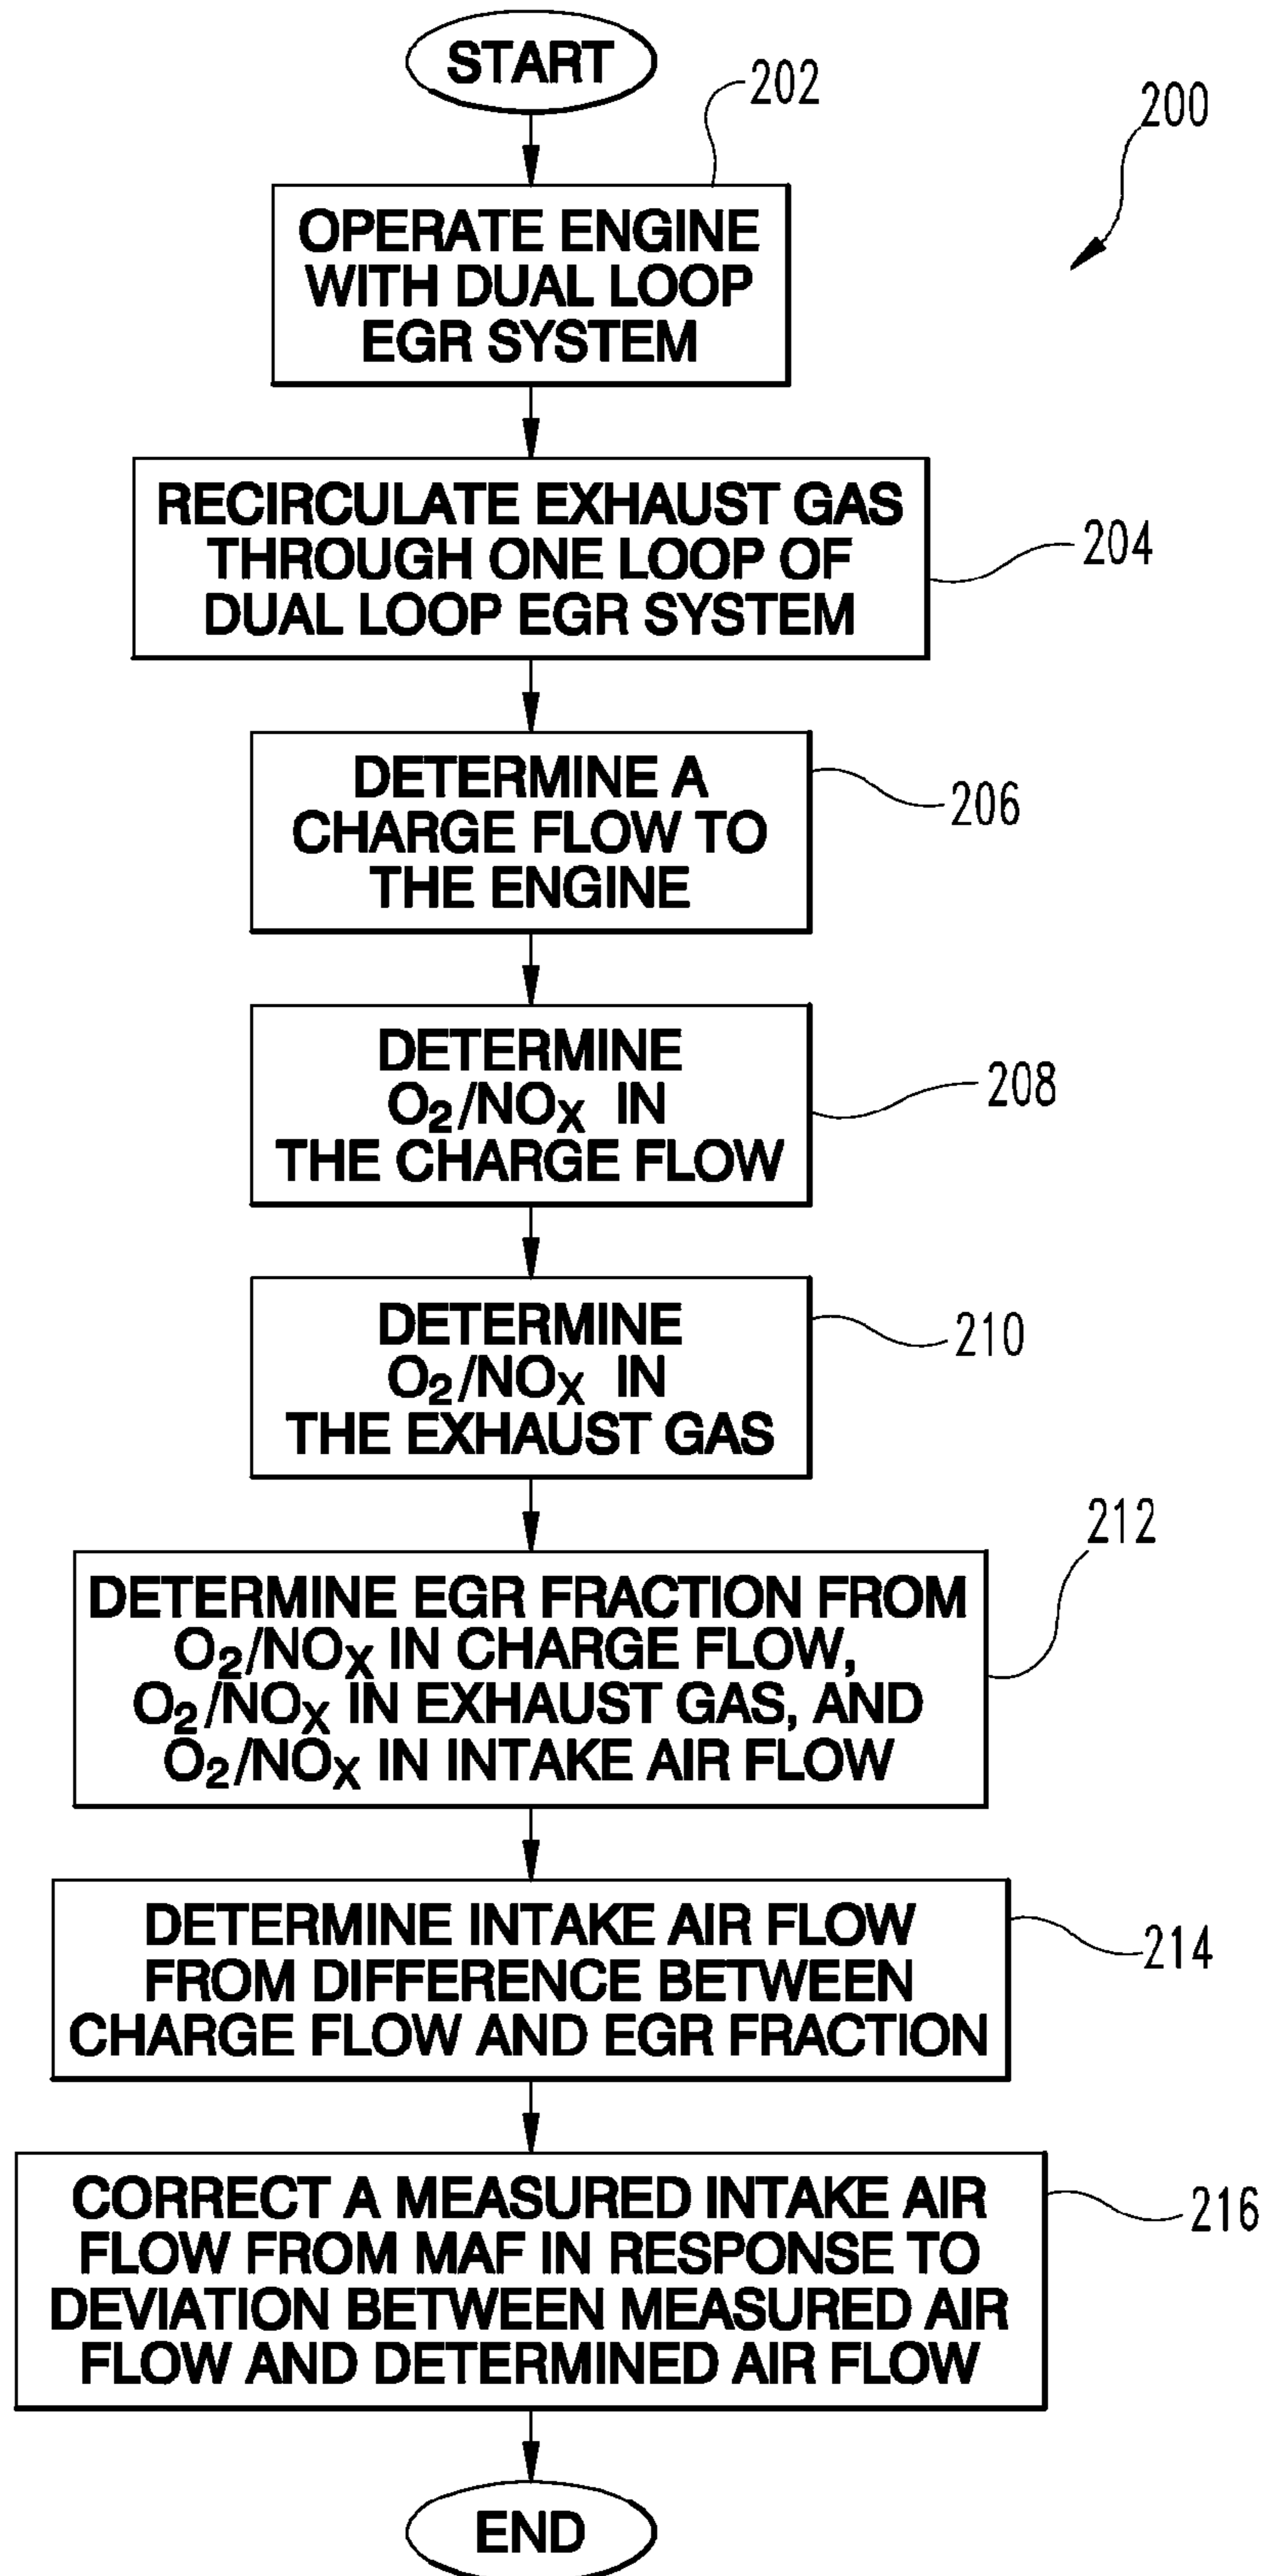 START
202
200
OPERATE ENGINE
WITH DUAL LOOP
EGR SYSTEM
RECIRCULATE EXHAUST GAS
THROUGH ONE LOOP OF
DUAL LOOP EGR SYSTEM
204
DETERMINE A
CHARGE FLOW TO
THE ENGINE
206
DETERMINE
O₂/NOₓ IN
THE CHARGE FLOW
208
DETERMINE
O₂/NOₓ IN
THE EXHAUST GAS
210
212
DETERMINE EGR FRACTION FROM
O₂/NOₓ IN CHARGE FLOW,
O₂/NOₓ IN EXHAUST GAS, AND
O₂/NOₓ IN INTAKE AIR FLOW
DETERMINE INTAKE AIR FLOW
FROM DIFFERENCE BETWEEN
CHARGE FLOW AND EGR FRACTION
214
CORRECT A MEASURED INTAKE AIR
FLOW FROM MAF IN RESPONSE TO
DEVIATION BETWEEN MEASURED AIR
FLOW AND DETERMINED AIR FLOW
216
END